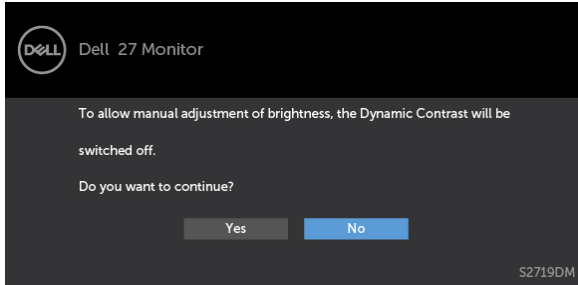 DELL
Dell 27 Monitor
To allow manual adjustment of brightness, the Dynamic Contrast will be
switched off.
Do you want to continue?
Yes No
S2719DM